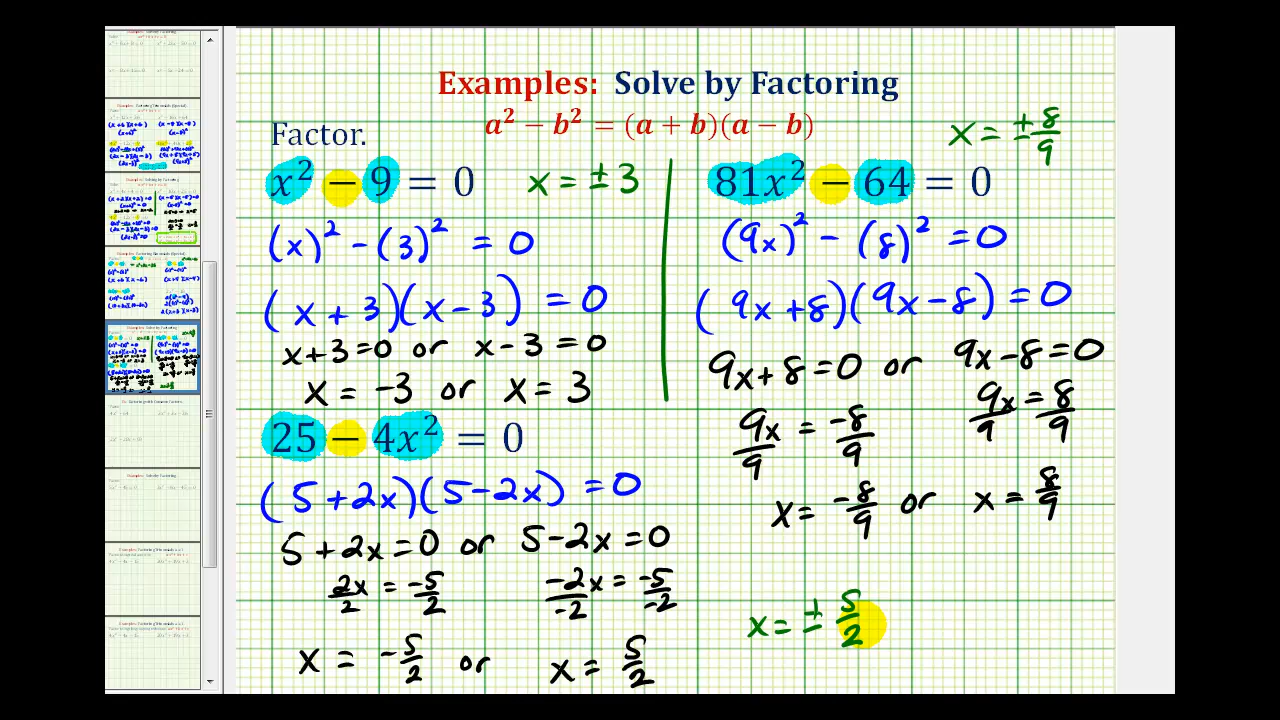 Examples: Solve by Factoring
a² − b² = (a + b)(a − b)
Factor.
x² − 9 = 0
x = ± 3
(x)² − (3)² = 0
(x + 3)(x − 3) = 0
x + 3 = 0 or x − 3 = 0
x = −3 or x = 3
25 − 4x² = 0
(5 + 2x)(5 − 2x) = 0
5 + 2x = 0 or 5 − 2x = 0
2x/2 = −5/2 −2x/−2 = −5/−2
x = −5/2 or x = 5/2
x = ± 5/2
x = ± 8/9
81x² − 64 = 0
(9x)² − (8)² = 0
(9x + 8)(9x − 8) = 0
9x + 8 = 0 or 9x − 8 = 0
9x/9 = −8/9 9x/9 = 8/9
x = −8/9 or x = 8/9